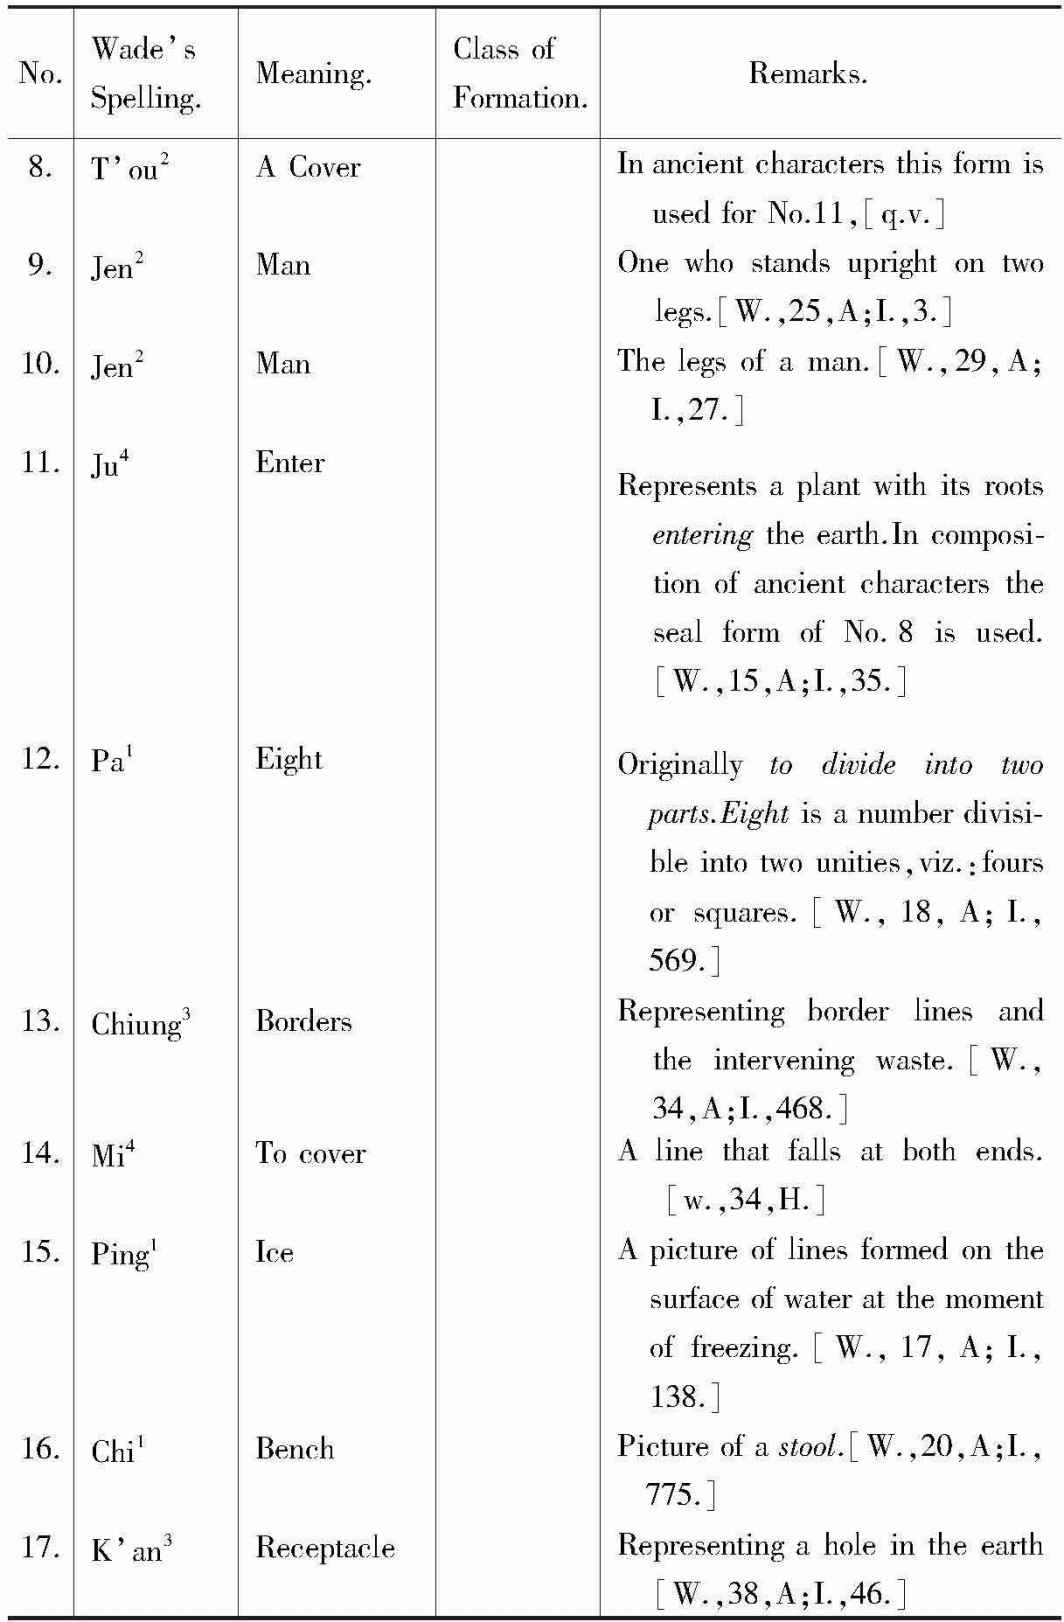 No. Wade's Spelling. Meaning. Class of Formation. Remarks.
8. T'ou² A Cover In ancient characters this form is
used for No.11,[q.v.]
9. Jen² Man One who stands upright on two
legs.[W.,25,A;I.,3.]
10. Jen² Man The legs of a man.[W.,29,A;
I.,27.]
11. Ju⁴ Enter
Represents a plant with its roots
entering the earth.In composi-
tion of ancient characters the
seal form of No. 8 is used.
[W.,15,A;I.,35.]
12. Pa¹ Eight Originally to divide into two
parts.Eight is a number divisi-
ble into two unities,viz.:fours
or squares. [W., 18, A; I.,
569.]
13. Chiung³ Borders Representing border lines and
the intervening waste. [W.,
34,A;I.,468.]
14. Mi⁴ To cover A line that falls at both ends.
[w.,34,H.]
15. Ping¹ Ice A picture of lines formed on the
surface of water at the moment
of freezing. [W., 17, A; I.,
138.]
16. Chi¹ Bench Picture of a stool.[W.,20,A;I.,
775.]
17. K'an³ Receptacle Representing a hole in the earth
[W.,38,A;I.,46.]